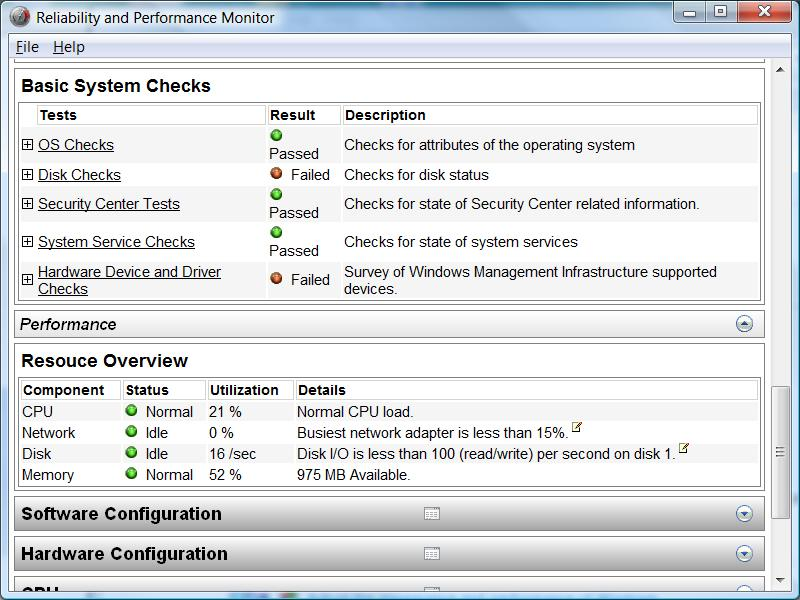 Reliability and Performance Monitor
File Help
Basic System Checks
Tests Result Description
OS Checks Passed Checks for attributes of the operating system
Disk Checks Failed Checks for disk status
Security Center Tests Passed Checks for state of Security Center related information.
System Service Checks Passed Checks for state of system services
Hardware Device and Driver
Checks
Failed
Survey of Windows Management Infrastructure supported
devices.
Performance
Resouce Overview
Component Status Utilization Details
CPU Normal 21 % Normal CPU load.
Network Idle 0 % Busiest network adapter is less than 15%.
Disk Idle 16 /sec Disk I/O is less than 100 (read/write) per second on disk 1.
Memory Normal 52 % 975 MB Available.
Software Configuration
Hardware Configuration
CPU